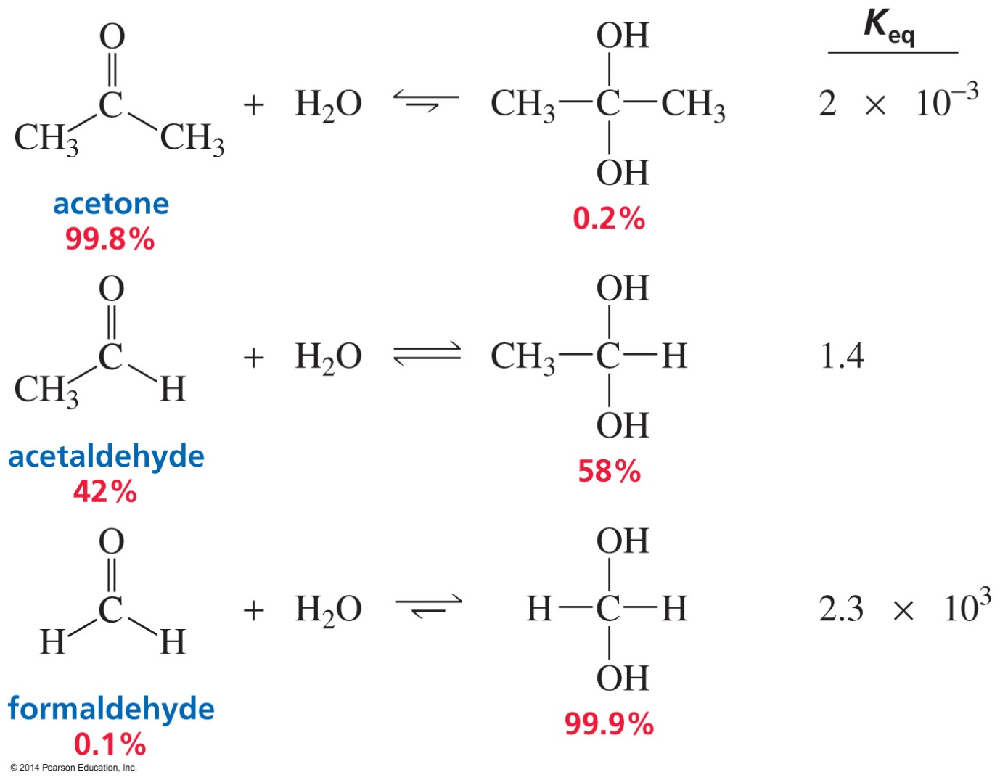 K_eq
O
C
CH₃ CH₃ + H₂O ⇌ CH₃—C—CH₃ 2 × 10⁻³
OH
OH
acetone
99.8%
0.2%
O
C
CH₃ H + H₂O ⇌ CH₃—C—H 1.4
OH
OH
acetaldehyde
42%
58%
O
C
H H + H₂O ⇌ H—C—H 2.3 × 10³
OH
OH
formaldehyde
0.1%
99.9%
© 2014 Pearson Education, Inc.